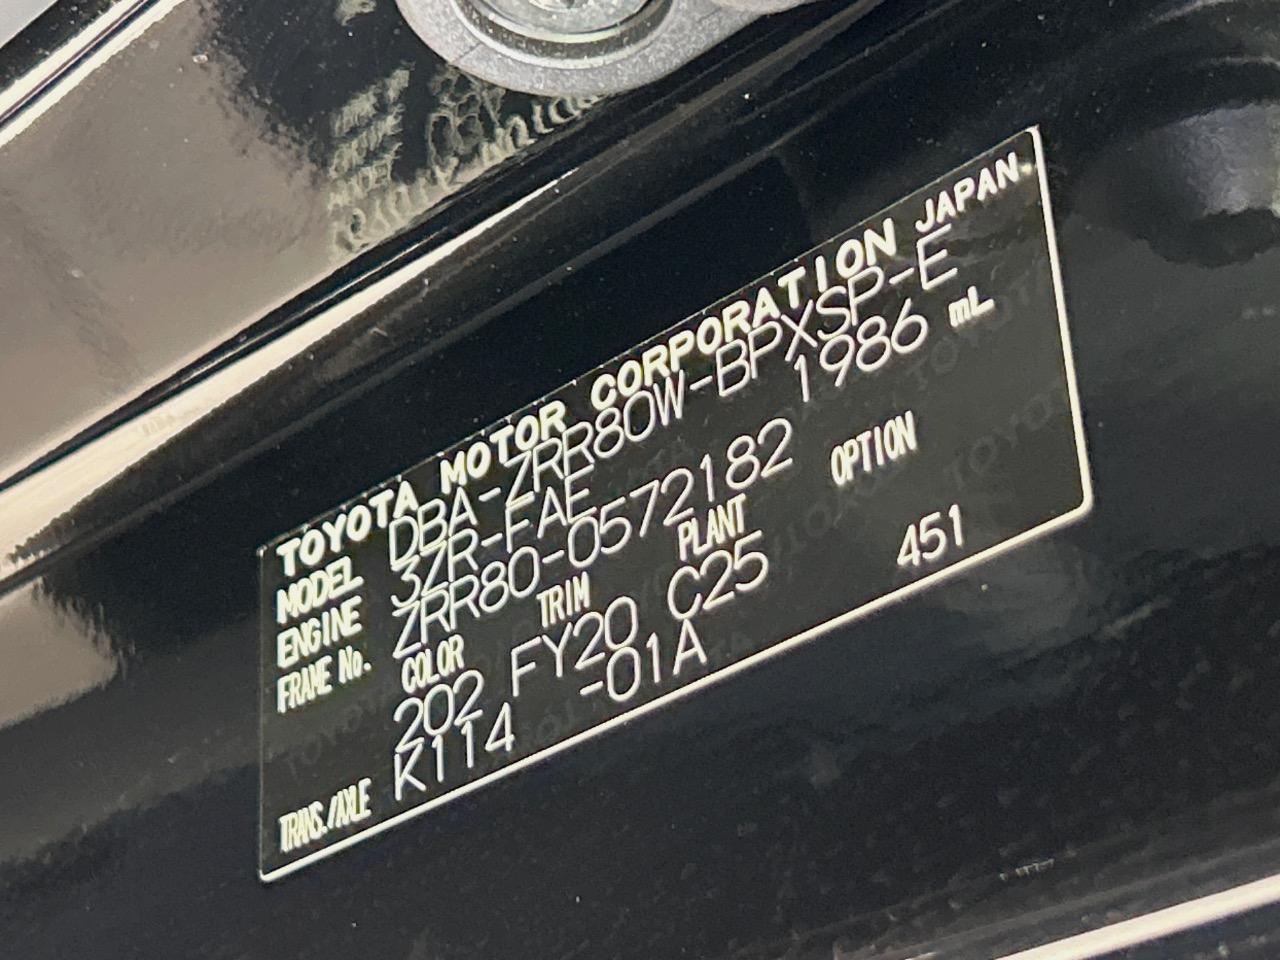 TOYOTA MOTOR CORPORATION JAPAN.
MODEL DBA-ZRR80W-BPXSP-E
ENGINE 3ZR-FAE 1986 mL
FRAME No. ZRR80-0572182
COLOR TRIM PLANT OPTION
202 FY20 C25 451
TRANS./AXLE K114 -01A